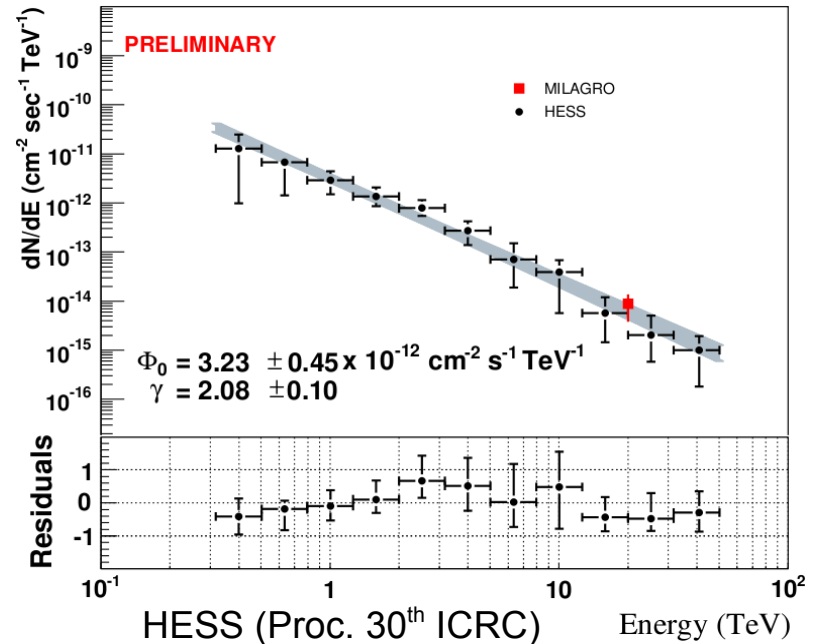 PRELIMINARY
MILAGRO
HESS
dN/dE (cm⁻² sec⁻¹ TeV⁻¹)
10⁻⁹
10⁻¹⁰
10⁻¹¹
10⁻¹²
10⁻¹³
10⁻¹⁴
10⁻¹⁵
10⁻¹⁶
Φ₀ = 3.23 ±0.45 x 10⁻¹² cm⁻² s⁻¹ TeV⁻¹
γ = 2.08 ±0.10
Residuals
1
0
-1
10⁻¹ 1 10 10²
HESS (Proc. 30ᵗʰ ICRC) Energy (TeV)